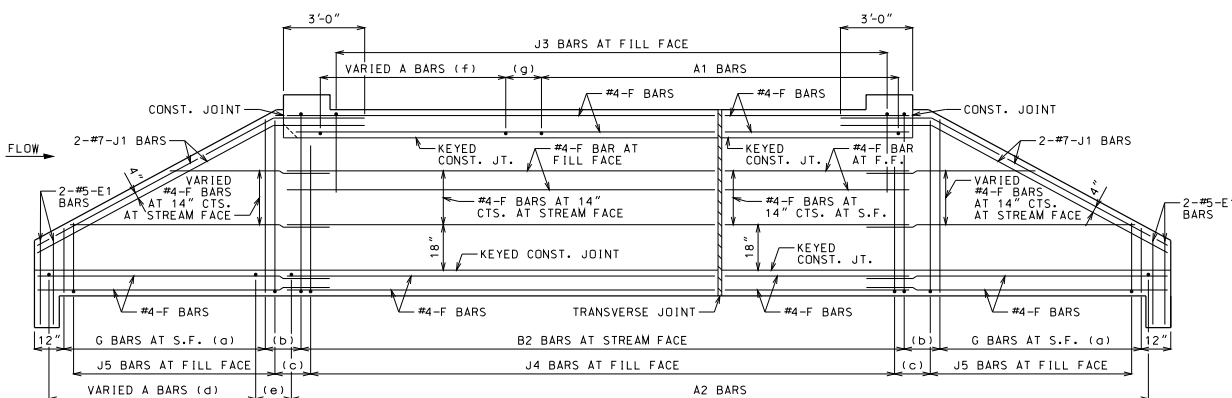 3'-0" 3'-0"
J3 BARS AT FILL FACE
VARIED A BARS (f) (g) A1 BARS
CONST. JOINT #4-F BARS #4-F BARS CONST. JOINT
2-#7-J1 BARS 2-#7-J1 BARS
FLOW
KEYED
CONST. JT.
#4-F BAR AT
FILL FACE
KEYED
CONST. JT.
#4-F BAR
AT F.F.
4" 4"
2-#5-E1
BARS
VARIED
#4-F BARS
AT 14" CTS.
AT STREAM FACE
#4-F BARS AT 14"
CTS. AT STREAM FACE
#4-F BARS AT
14" CTS. AT S.F.
VARIED
#4-F BARS
AT 14" CTS.
AT STREAM FACE
2-#5-E1
BARS
18" KEYED CONST. JOINT 18" KEYED
CONST. JT.
#4-F BARS #4-F BARS TRANSVERSE JOINT #4-F BARS #4-F BARS
12" G BARS AT S.F. (a) (b) B2 BARS AT STREAM FACE (b) G BARS AT S.F. (a) 12"
J5 BARS AT FILL FACE (c) J4 BARS AT FILL FACE (c) J5 BARS AT FILL FACE
VARIED A BARS (d) (e) A2 BARS